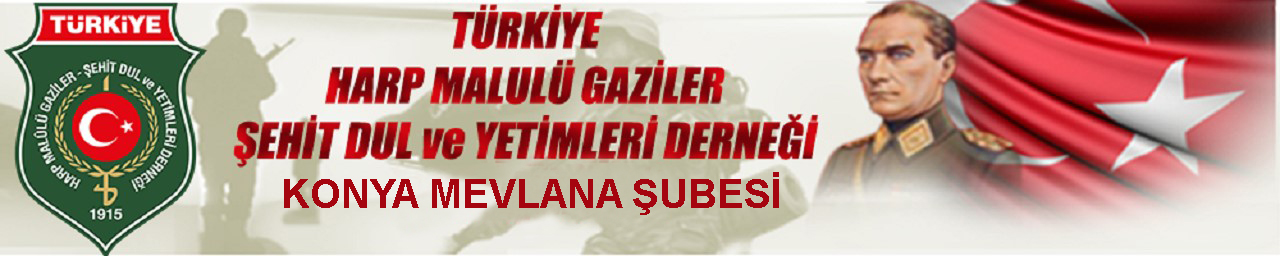 TÜRKİYE
HARP MALULÜ GAZİLER - ŞEHİT DUL ve YETİMLERİ DERNEĞİ
1915
TÜRKİYE
HARP MALULÜ GAZİLER
ŞEHİT DUL ve YETİMLERİ DERNEĞİ
KONYA MEVLANA ŞUBESİ